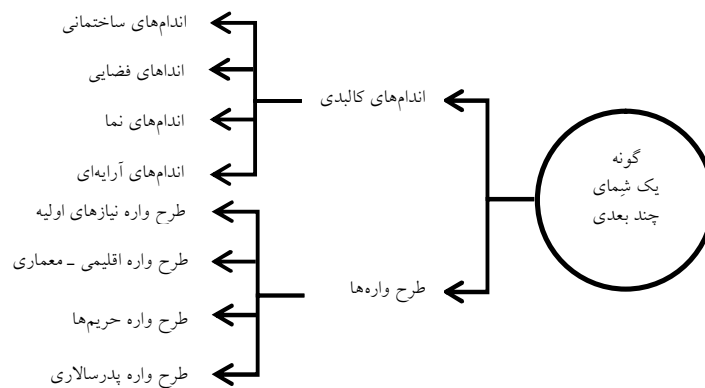 گونه
یک شِمای
چند بعدی
اندام‌های کالبدی
اندام‌های ساختمانی
انداهای فضایی
اندام‌های نما
اندام‌های آرایه‌ای
طرح واره‌ها
طرح واره نیازهای اولیه
طرح واره اقلیمی ـ معماری
طرح واره حریم‌ها
طرح واره پدرسالاری